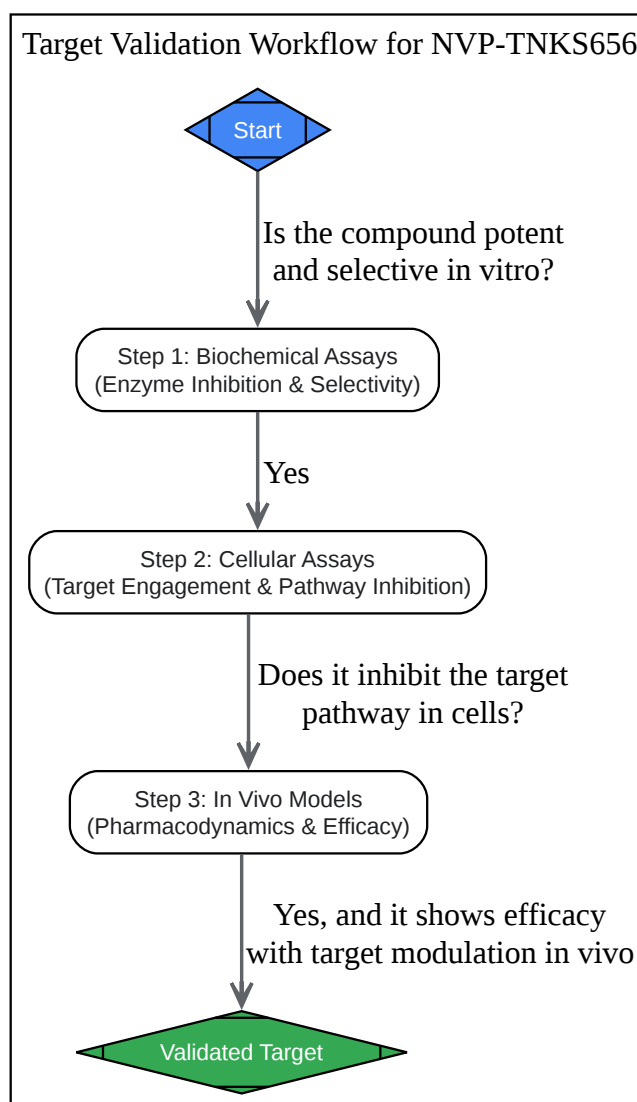 Target Validation Workflow for NVP-TNKS656
Start
Is the compound potent
and selective in vitro?
Step 1: Biochemical Assays
(Enzyme Inhibition & Selectivity)
Yes
Step 2: Cellular Assays
(Target Engagement & Pathway Inhibition)
Does it inhibit the target
pathway in cells?
Step 3: In Vivo Models
(Pharmacodynamics & Efficacy)
Yes, and it shows efficacy
with target modulation in vivo
Validated Target